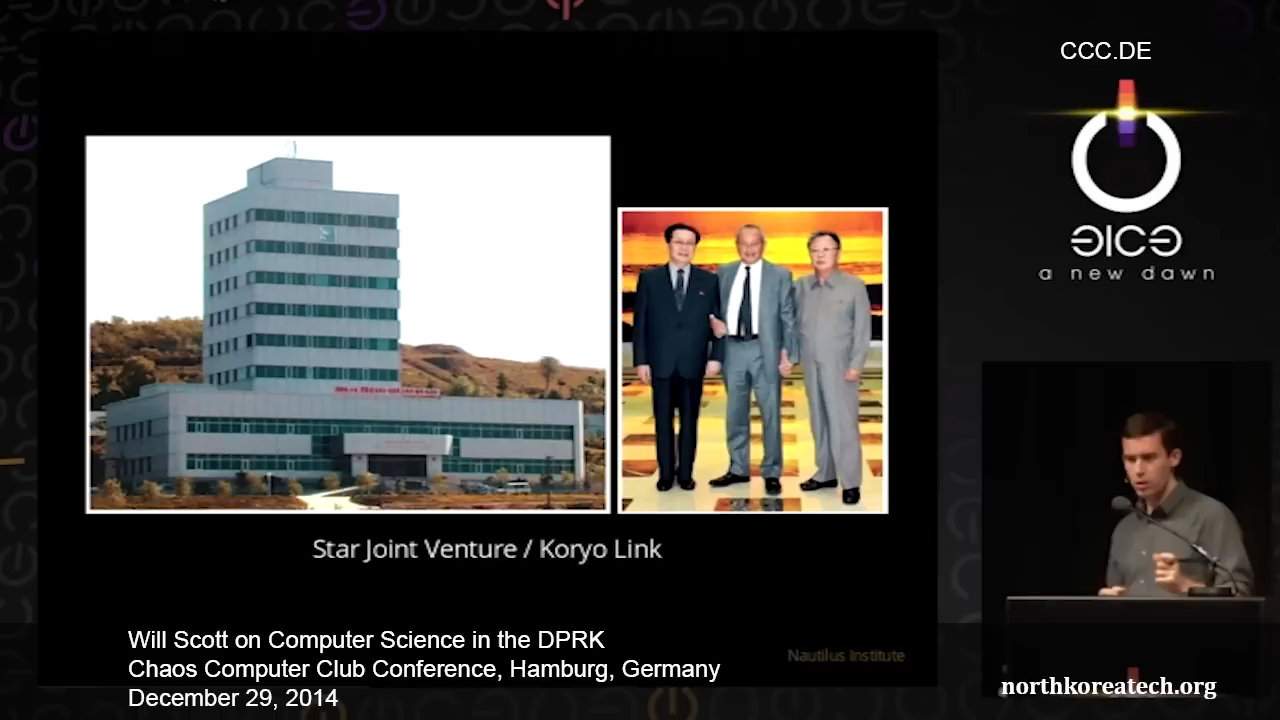 CCC.DE
31C3
a new dawn
Star Joint Venture / Koryo Link
Nautilus Institute
Will Scott on Computer Science in the DPRK
Chaos Computer Club Conference, Hamburg, Germany
December 29, 2014
northkoreatech.org